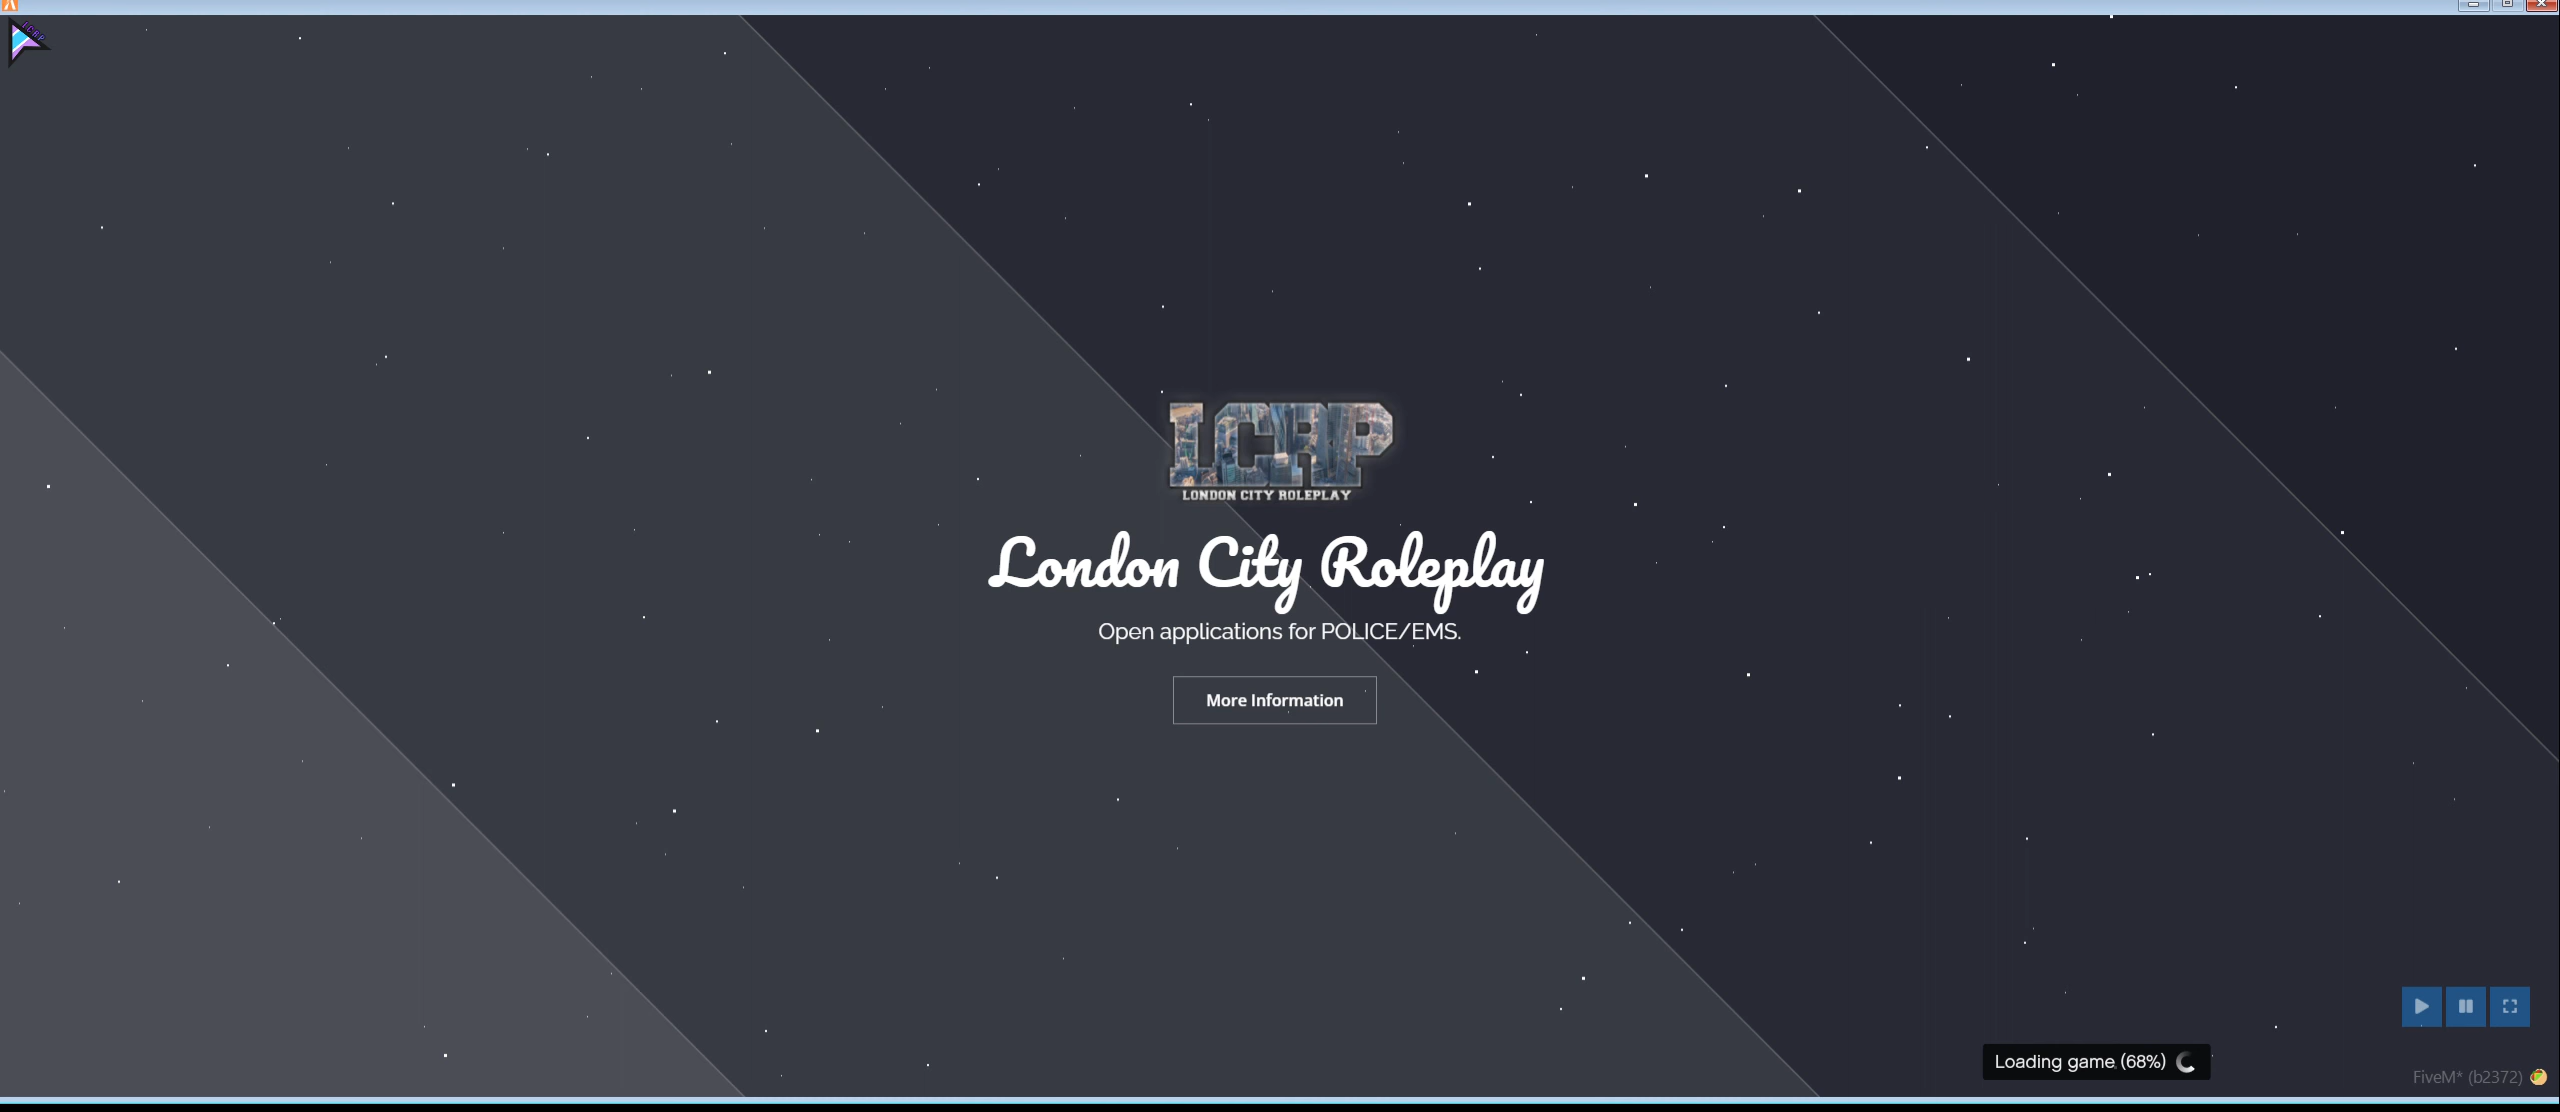 LCRP
LCRP
LONDON CITY ROLEPLAY
London City Roleplay
Open applications for POLICE/EMS.
More Information
Loading game (68%)
FiveM* (b2372)